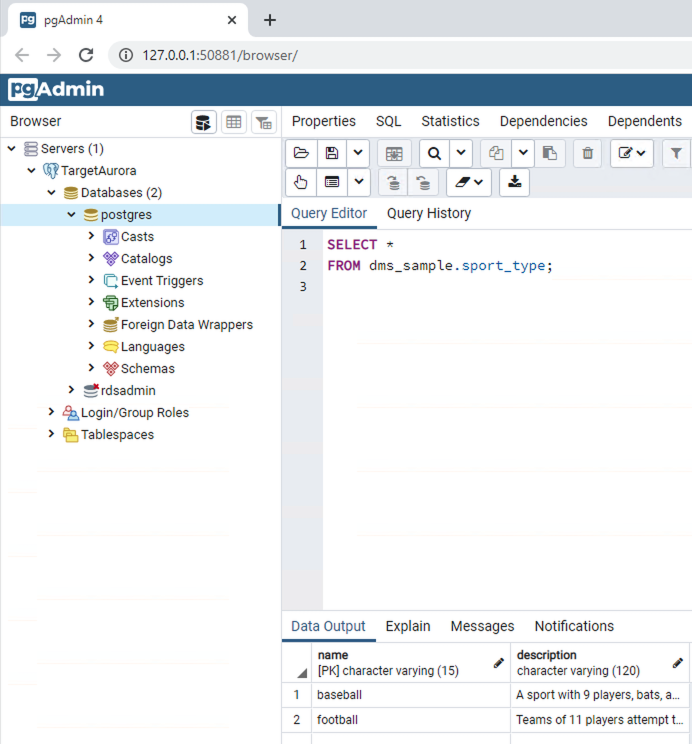 pgAdmin 4
127.0.0.1:50881/browser/
pgAdmin
Browser
Servers (1)
TargetAurora
Databases (2)
postgres
Casts
Catalogs
Event Triggers
Extensions
Foreign Data Wrappers
Languages
Schemas
rdsadmin
Login/Group Roles
Tablespaces
Properties SQL Statistics Dependencies Dependents
Query Editor Query History
1 SELECT *
2 FROM dms_sample.sport_type;
3
Data Output Explain Messages Notifications
name description
[PK] character varying (15) character varying (120)
1 baseball A sport with 9 players, bats, a...
2 football Teams of 11 players attempt t...